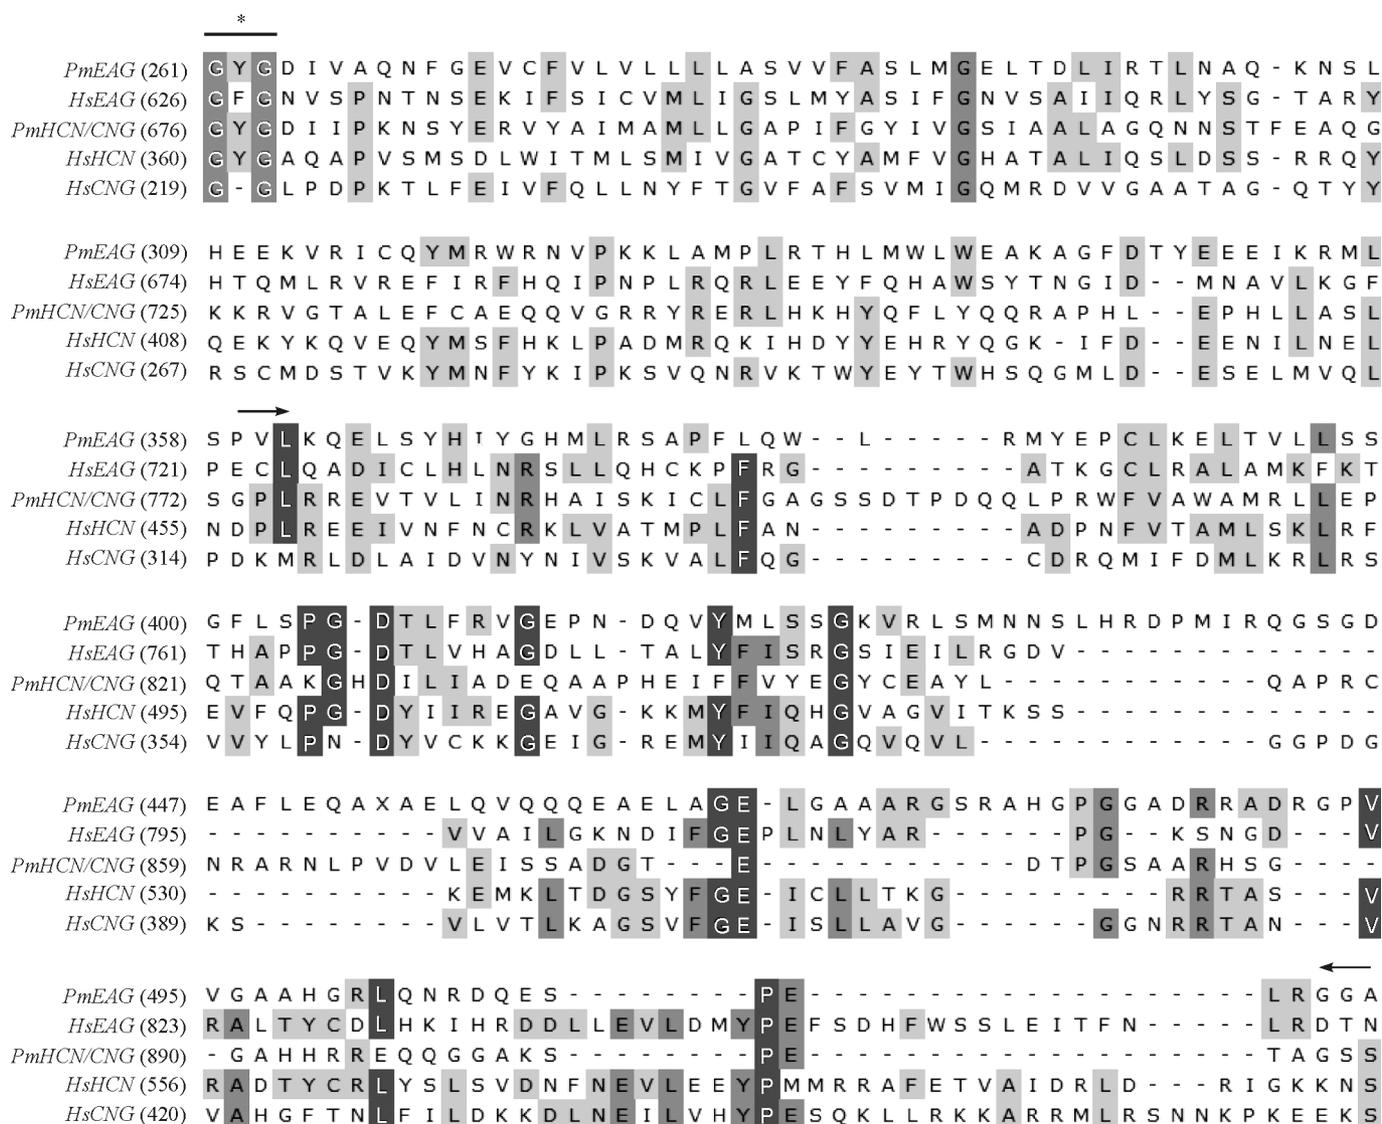 *
PmEAG (261) G Y G D I V A Q N F G E V C F V L V L L L L A S V V F A S L M G E L T D L I R T L N A Q - K N S L
HsEAG (626) G F G N V S P N T N S E K I F S I C V M L I G S L M Y A S I F G N V S A I I Q R L Y S G - T A R Y
PmHCN/CNG (676) G Y G D I I P K N S Y E R V Y A I M A M L L G A P I F G Y I V G S I A A L A G Q N N S T F E A Q G
HsHCN (360) G Y G A Q A P V S M S D L W I T M L S M I V G A T C Y A M F V G H A T A L I Q S L D S S - R R Q Y
HsCNG (219) G - G L P D P K T L F E I V F Q L L N Y F T G V F A F S V M I G Q M R D V V G A A T A G - Q T Y Y
PmEAG (309) H E E K V R I C Q Y M R W R N V P K K L A M P L R T H L M W L W E A K A G F D T Y E E E I K R M L
HsEAG (674) H T Q M L R V R E F I R F H Q I P N P L R Q R L E E Y F Q H A W S Y T N G I D - - M N A V L K G F
PmHCN/CNG (725) K K R V G T A L E F C A E Q Q V G R R Y R E R L H K H Y Q F L Y Q Q R A P H L - - E P H L L A S L
HsHCN (408) Q E K Y K Q V E Q Y M S F H K L P A D M R Q K I H D Y Y E H R Y Q G K - I F D - - E E N I L N E L
HsCNG (267) R S C M D S T V K Y M N F Y K I P K S V Q N R V K T W Y E Y T W H S Q G M L D - - E S E L M V Q L
PmEAG (358) S P V L K Q E L S Y H I Y G H M L R S A P F L Q W - - L - - - - - R M Y E P C L K E L T V L L S S
HsEAG (721) P E C L Q A D I C L H L N R S L L Q H C K P F R G - - - - - - - - - A T K G C L R A L A M K F K T
PmHCN/CNG (772) S G P L R R E V T V L I N R H A I S K I C L F G A G S S D T P D Q Q L P R W F V A W A M R L L E P
HsHCN (455) N D P L R E E I V N F N C R K L V A T M P L F A N - - - - - - - - - A D P N F V T A M L S K L R F
HsCNG (314) P D K M R L D L A I D V N Y N I V S K V A L F Q G - - - - - - - - - C D R Q M I F D M L K R L R S
PmEAG (400) G F L S P G - D T L F R V G E P N - D Q V Y M L S S G K V R L S M N N S L H R D P M I R Q G S G D
HsEAG (761) T H A P P G - D T L V H A G D L L - T A L Y F I S R G S I E I L R G D V - - - - - - - - - - - - -
PmHCN/CNG (821) Q T A A K G H D I L I A D E Q A A P H E I F F V Y E G Y C E A Y L - - - - - - - - - - - Q A P R C
HsHCN (495) E V F Q P G - D Y I I R E G A V G - K K M Y F I Q H G V A G V I T K S S - - - - - - - - - - - - -
HsCNG (354) V V Y L P N - D Y V C K K G E I G - R E M Y I I Q A G Q V Q V L - - - - - - - - - - - - G G P D G
PmEAG (447) E A F L E Q A X A E L Q V Q Q Q E A E L A G E - L G A A A R G S R A H G P G G A D R R A D R G P V
HsEAG (795) - - - - - - - - - - V V A I L G K N D I F G E P L N L Y A R - - - - - - P G - - K S N G D - - - V
PmHCN/CNG (859) N R A R N L P V D V L E I S S A D G T - - - E - - - - - - - - - - - D T P G S A A R H S G - - - -
HsHCN (530) - - - - - - - - - - K E M K L T D G S Y F G E - I C L L T K G - - - - - - - - - R R T A S - - - V
HsCNG (389) K S - - - - - - - - V L V T L K A G S V F G E - I S L L A V G - - - - - - G G N R R T A N - - - V
PmEAG (495) V G A A H G R L Q N R D Q E S - - - - - - - - P E - - - - - - - - - - - - - - - - - - - L R G G A
HsEAG (823) R A L T Y C D L H K I H R D D L L E V L D M Y P E F S D H F W S S L E I T F N - - - - - L R D T N
PmHCN/CNG (890) - G A H H R R E Q Q G G A K S - - - - - - - - P E - - - - - - - - - - - - - - - - - - - T A G S S
HsHCN (556) R A D T Y C R L Y S L S V D N F N E V L E E Y P M M R R A F E T V A I D R L D - - - R I G K K N S
HsCNG (420) V A H G F T N L F I L D K K D L N E I L V H Y P E S Q K L L R K K A R R M L R S N N K P K E E K S